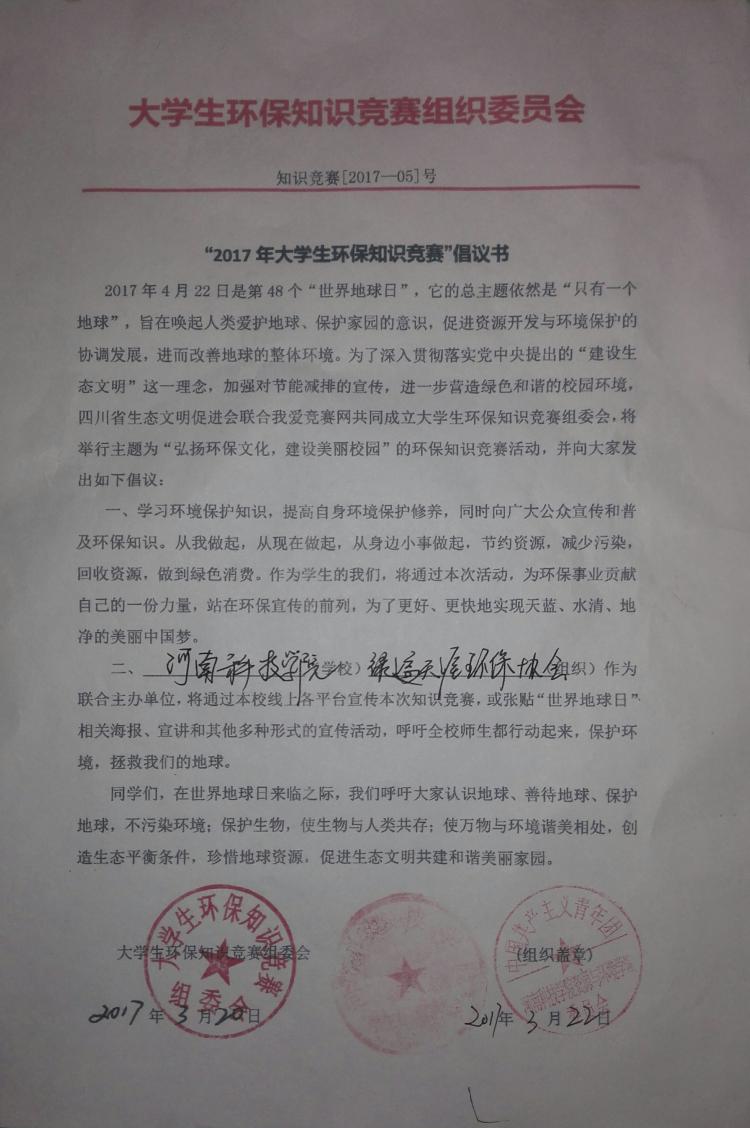 大学生环保知识竞赛组织委员会
知识竞赛[2017—05]号
“2017年大学生环保知识竞赛”倡议书
2017年4月22日是第48个“世界地球日”，它的总主题依然是“只有一个
地球”，旨在唤起人类爱护地球、保护家园的意识，促进资源开发与环境保护的
协调发展，进而改善地球的整体环境。为了深入贯彻落实党中央提出的“建设生
态文明”这一理念，加强对节能减排的宣传，进一步营造绿色和谐的校园环境，
四川省生态文明促进会联合我爱竞赛网共同成立大学生环保知识竞赛组委会，将
举行主题为“弘扬环保文化，建设美丽校园”的环保知识竞赛活动，并向大家发
出如下倡议：
一、学习环境保护知识，提高自身环境保护修养，同时向广大公众宣传和普
及环保知识。从我做起，从现在做起，从身边小事做起，节约资源，减少污染，
回收资源，做到绿色消费。作为学生的我们，将通过本次活动，为环保事业贡献
自己的一份力量，站在环保宣传的前列，为了更好、更快地实现天蓝、水清、地
净的美丽中国梦。
二、河南科技学院（学校）绿适天涯环保协会（组织）作为
联合主办单位，将通过本校线上各平台宣传本次知识竞赛，或张贴“世界地球日”
相关海报、宣讲和其他多种形式的宣传活动，呼吁全校师生都行动起来，保护环
境，拯救我们的地球。
同学们，在世界地球日来临之际，我们呼吁大家认识地球、善待地球、保护
地球，不污染环境；保护生物，使生物与人类共存；使万物与环境谐美相处，创
造生态平衡条件，珍惜地球资源，促进生态文明共建和谐美丽家园。
大学生环保知识竞赛组委会
（组织盖章）
2017年3月20日
2017年3月22日
大学生环保知识竞赛
组委会
中国共产主义青年团